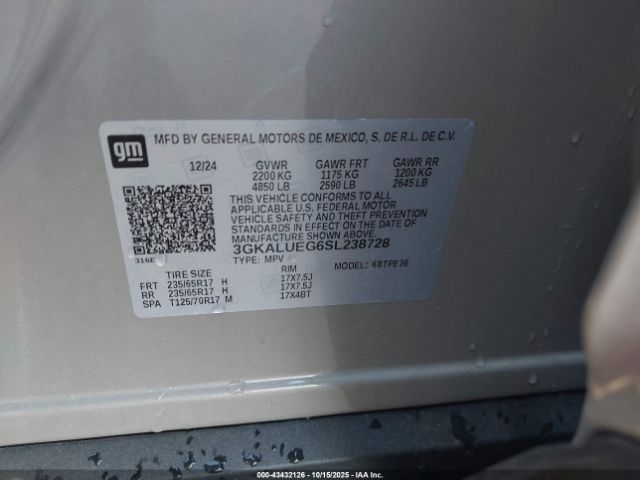 gm
MFD BY GENERAL MOTORS DE MEXICO, S. DE R.L. DE C.V.
12/24 GVWR GAWR FRT GAWR RR
2200 KG 1175 KG 1200 KG
4850 LB 2590 LB 2645 LB
THIS VEHICLE CONFORMS TO ALL
APPLICABLE U.S. FEDERAL MOTOR
VEHICLE SAFETY AND THEFT PREVENTION
STANDARDS IN EFFECT ON THE DATE OF
MANUFACTURE SHOWN ABOVE.
3GKALUEG6SL238728
316E TYPE: MPV MODEL: 6BTPE26
TIRE SIZE RIM
FRT 235/65R17 H 17X7.5J
RR 235/65R17 H 17X7.5J
SPA T125/70R17 M 17X4BT
000-43432126 - 10/15/2025 - IAA Inc.